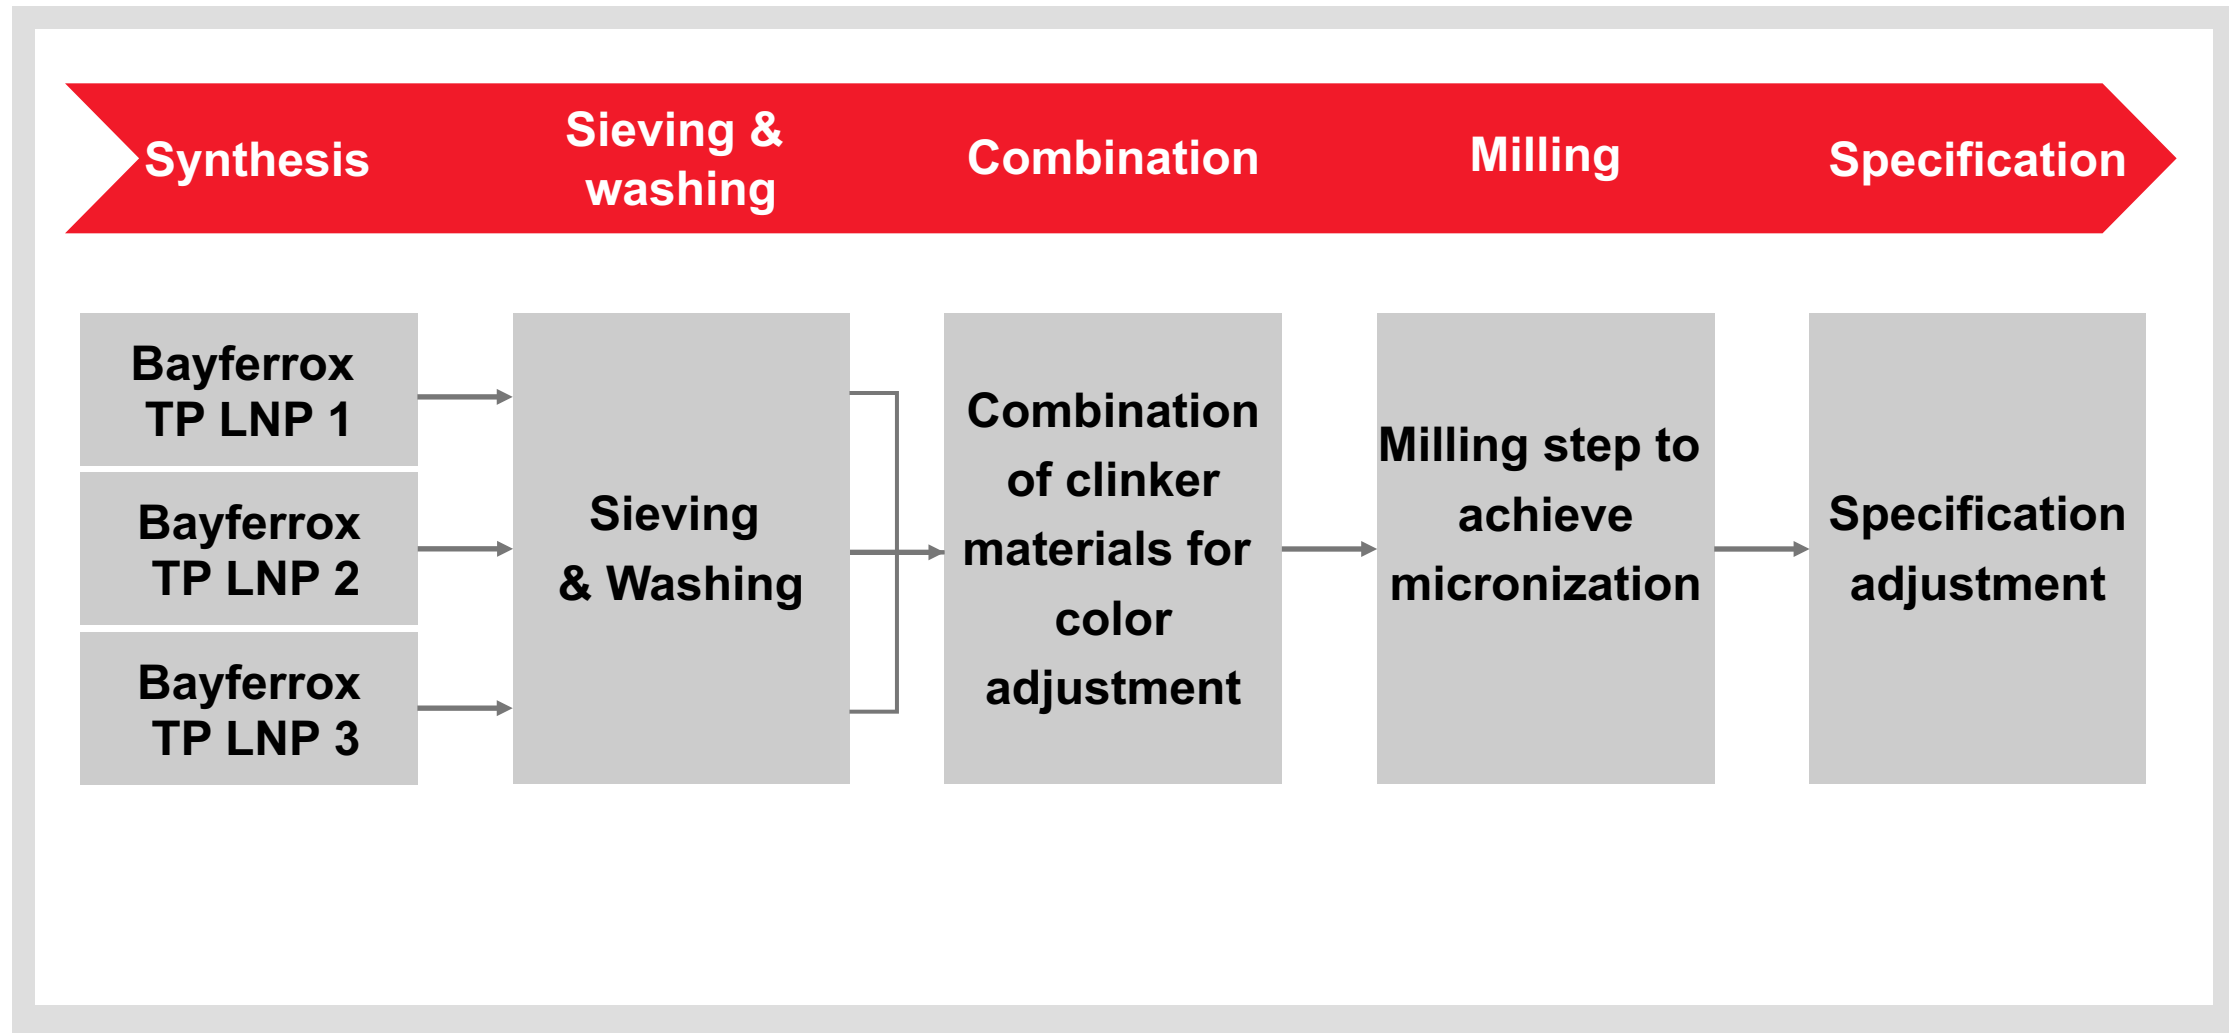 Synthesis
Sieving &
washing
Combination
Milling
Specification
Bayferrox
TP LNP 1
Bayferrox
TP LNP 2
Bayferrox
TP LNP 3
Sieving
& Washing
Combination
of clinker
materials for
color
adjustment
Milling step to
achieve
micronization
Specification
adjustment